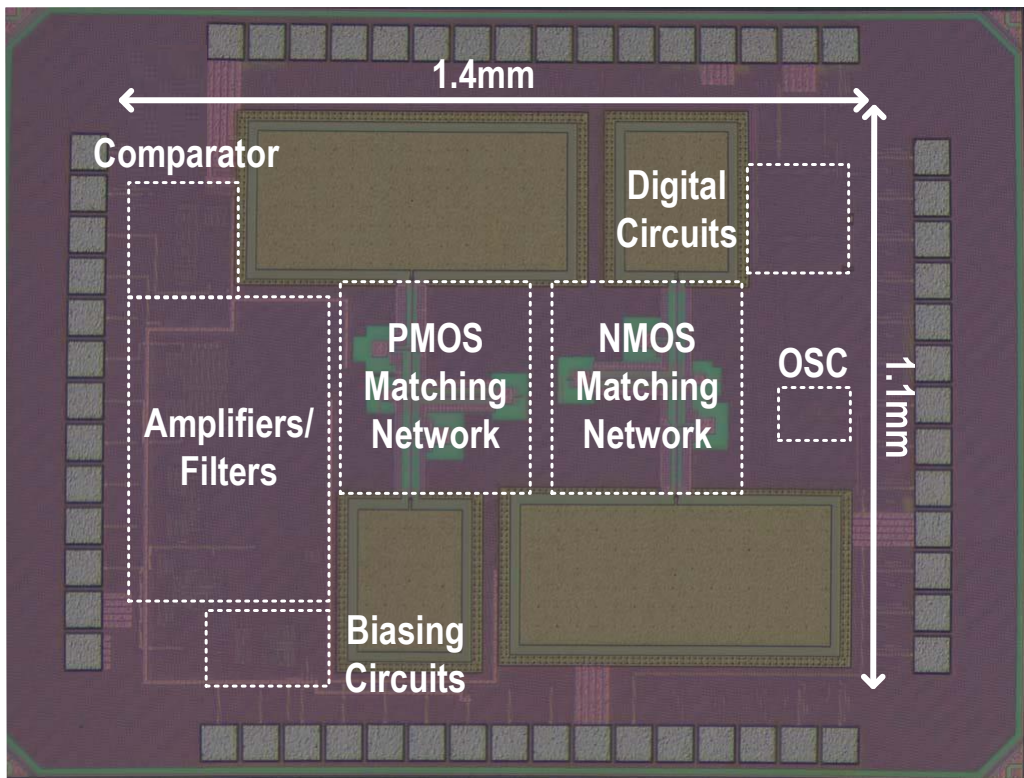 1.4mm
Comparator
Digital
Circuits
PMOS
Matching
Network
NMOS
Matching
Network
OSC
1.1mm
Amplifiers/
Filters
Biasing
Circuits